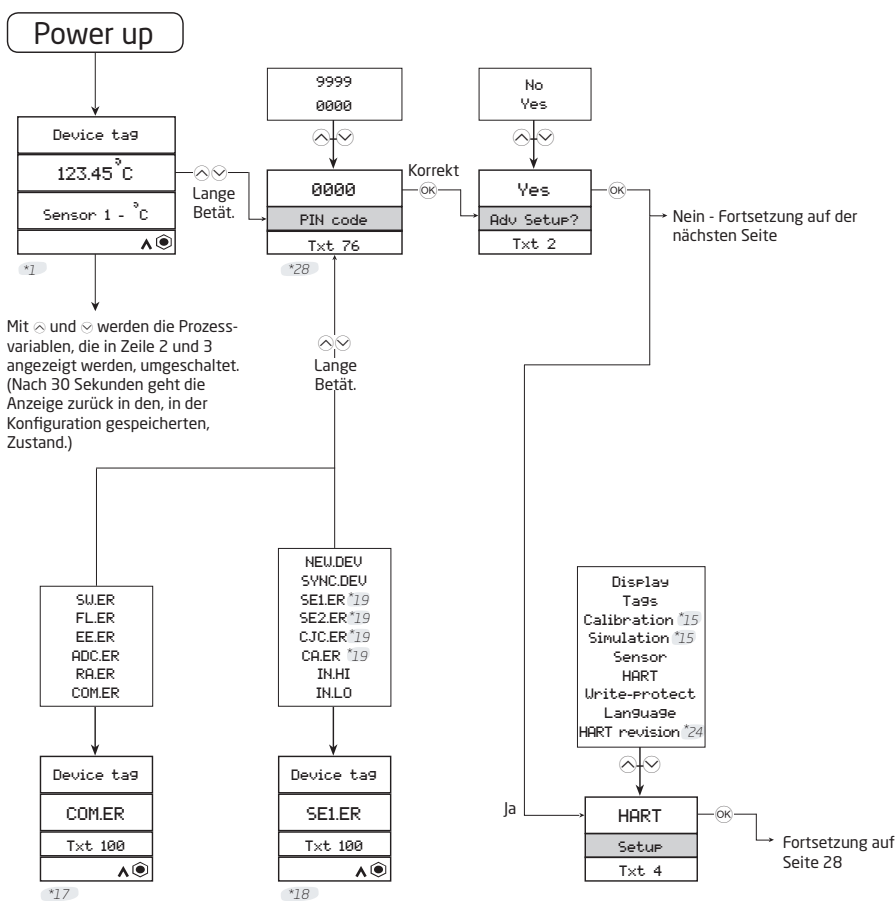 Power up
Device tag
123.45 °C
Sensor 1 - °C
*1
Lange
Betät.
9999
0000
0000
PIN code
Txt 76
*28
Korrekt
OK
No
Yes
Yes
Adv Setup?
Txt 2
OK
Nein - Fortsetzung auf der
nächsten Seite
Mit und werden die Prozess-
variablen, die in Zeile 2 und 3
angezeigt werden, umgeschaltet.
(Nach 30 Sekunden geht die
Anzeige zurück in den, in der
Konfiguration gespeicherten,
Zustand.)
Lange
Betät.
SW.ER
FL.ER
EE.ER
ADC.ER
RA.ER
COM.ER
Device tag
COM.ER
Txt 100
*17
NEW.DEV
SYNC.DEV
SE1.ER *19
SE2.ER *19
CJC.ER *19
CA.ER *19
IN.HI
IN.LO
Device tag
SE1.ER
Txt 100
*18
Display
Tags
Calibration *15
Simulation *15
Sensor
HART
Write-protect
Language
HART revision *24
Ja
HART
Setup
Txt 4
OK
Fortsetzung auf
Seite 28